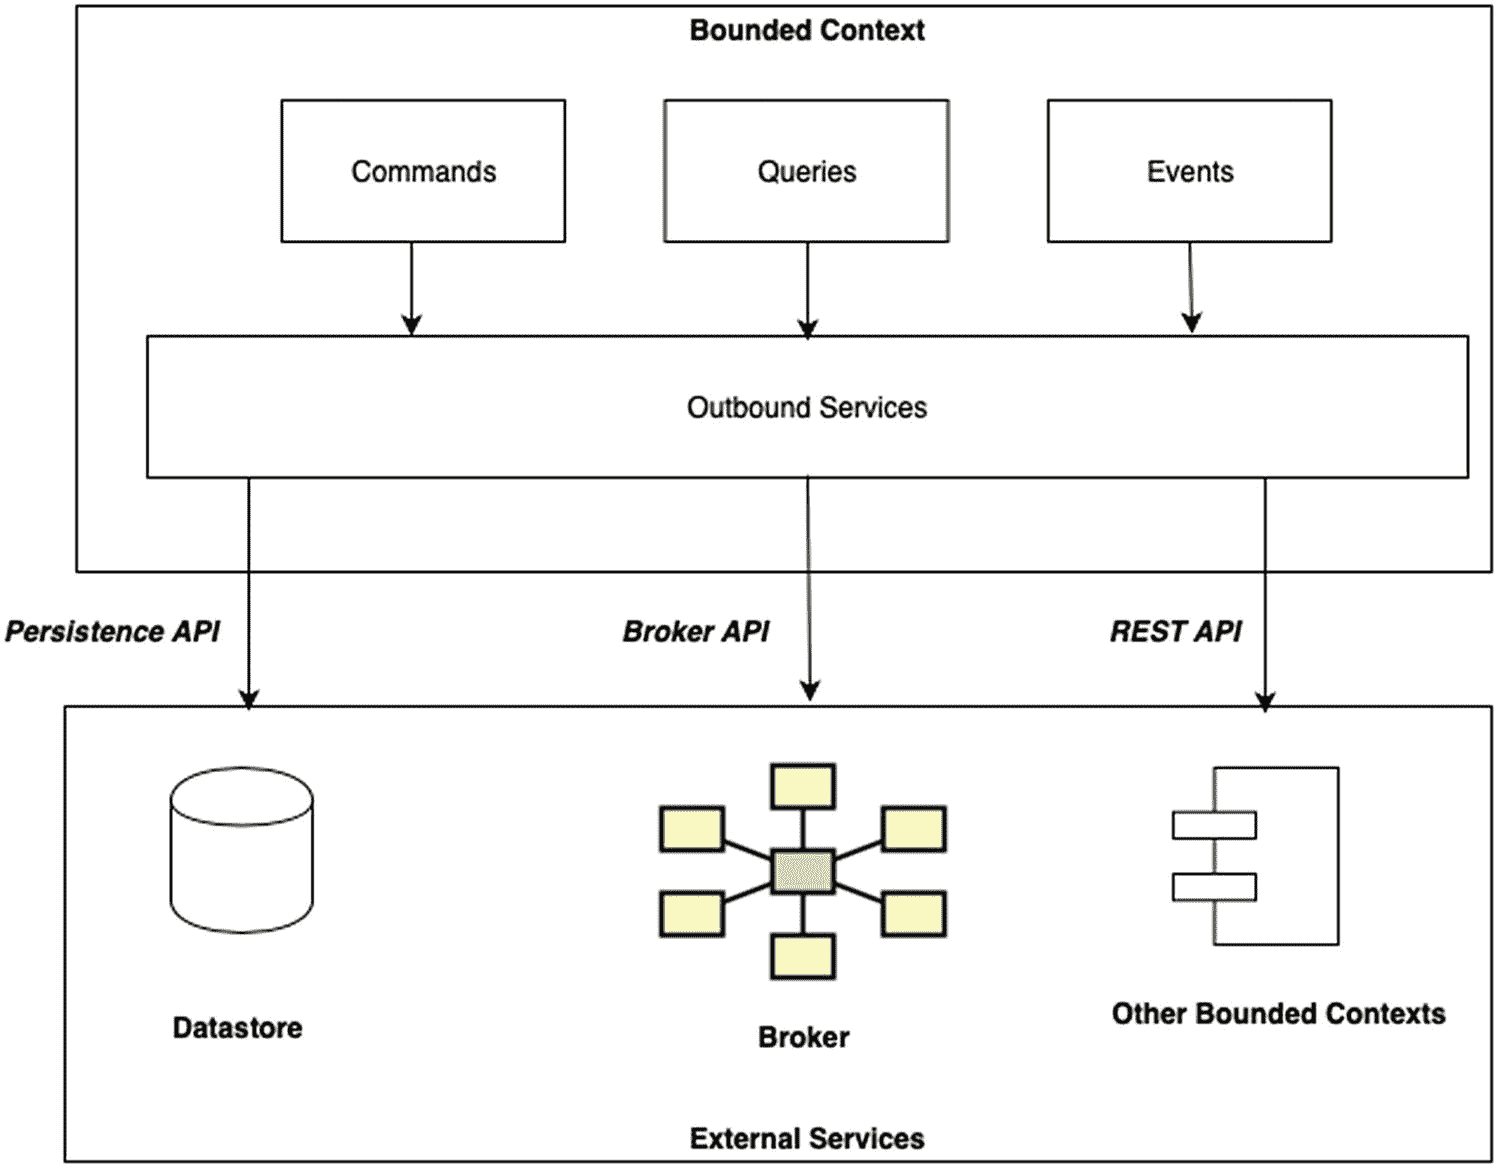 Bounded Context
Commands
Queries
Events
Outbound Services
Persistence API
Broker API
REST API
Datastore
Broker
Other Bounded Contexts
External Services